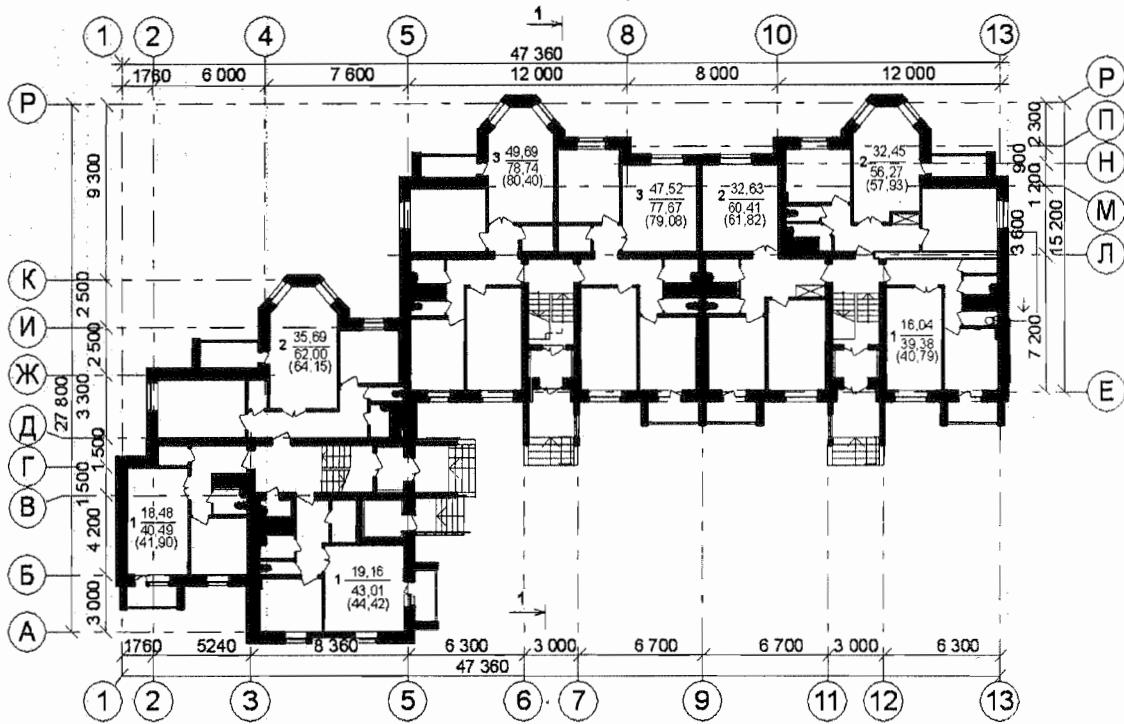 1
1 2 4 5 8 10 13
47 360
1760 6 000 7 600 12 000 8 000 12 000
Р Р
П
Н
М
Л
К
И
Ж
Д
Г
В
Б
А
Е
9 300
2 500
2 500
3 300
1 500
1 500
4 200
3 000
27 800
2 300
900
1 200
3 600
7 200
15 200
3 49,69
78,74
(80,40)
3 47,52
77,67
(79,08)
2 32,63
60,41
(61,82)
2 32,45
56,27
(57,93)
2 35,69
62,00
(64,15)
1 16,04
39,38
(40,79)
1 18,48
40,49
(41,90)
1 19,16
43,01
(44,42)
1
1760 5240 8 360 6 300 3 000 6 700 6 700 3 000 6 300
47 360
1 2 3 5 6 7 9 11 12 13